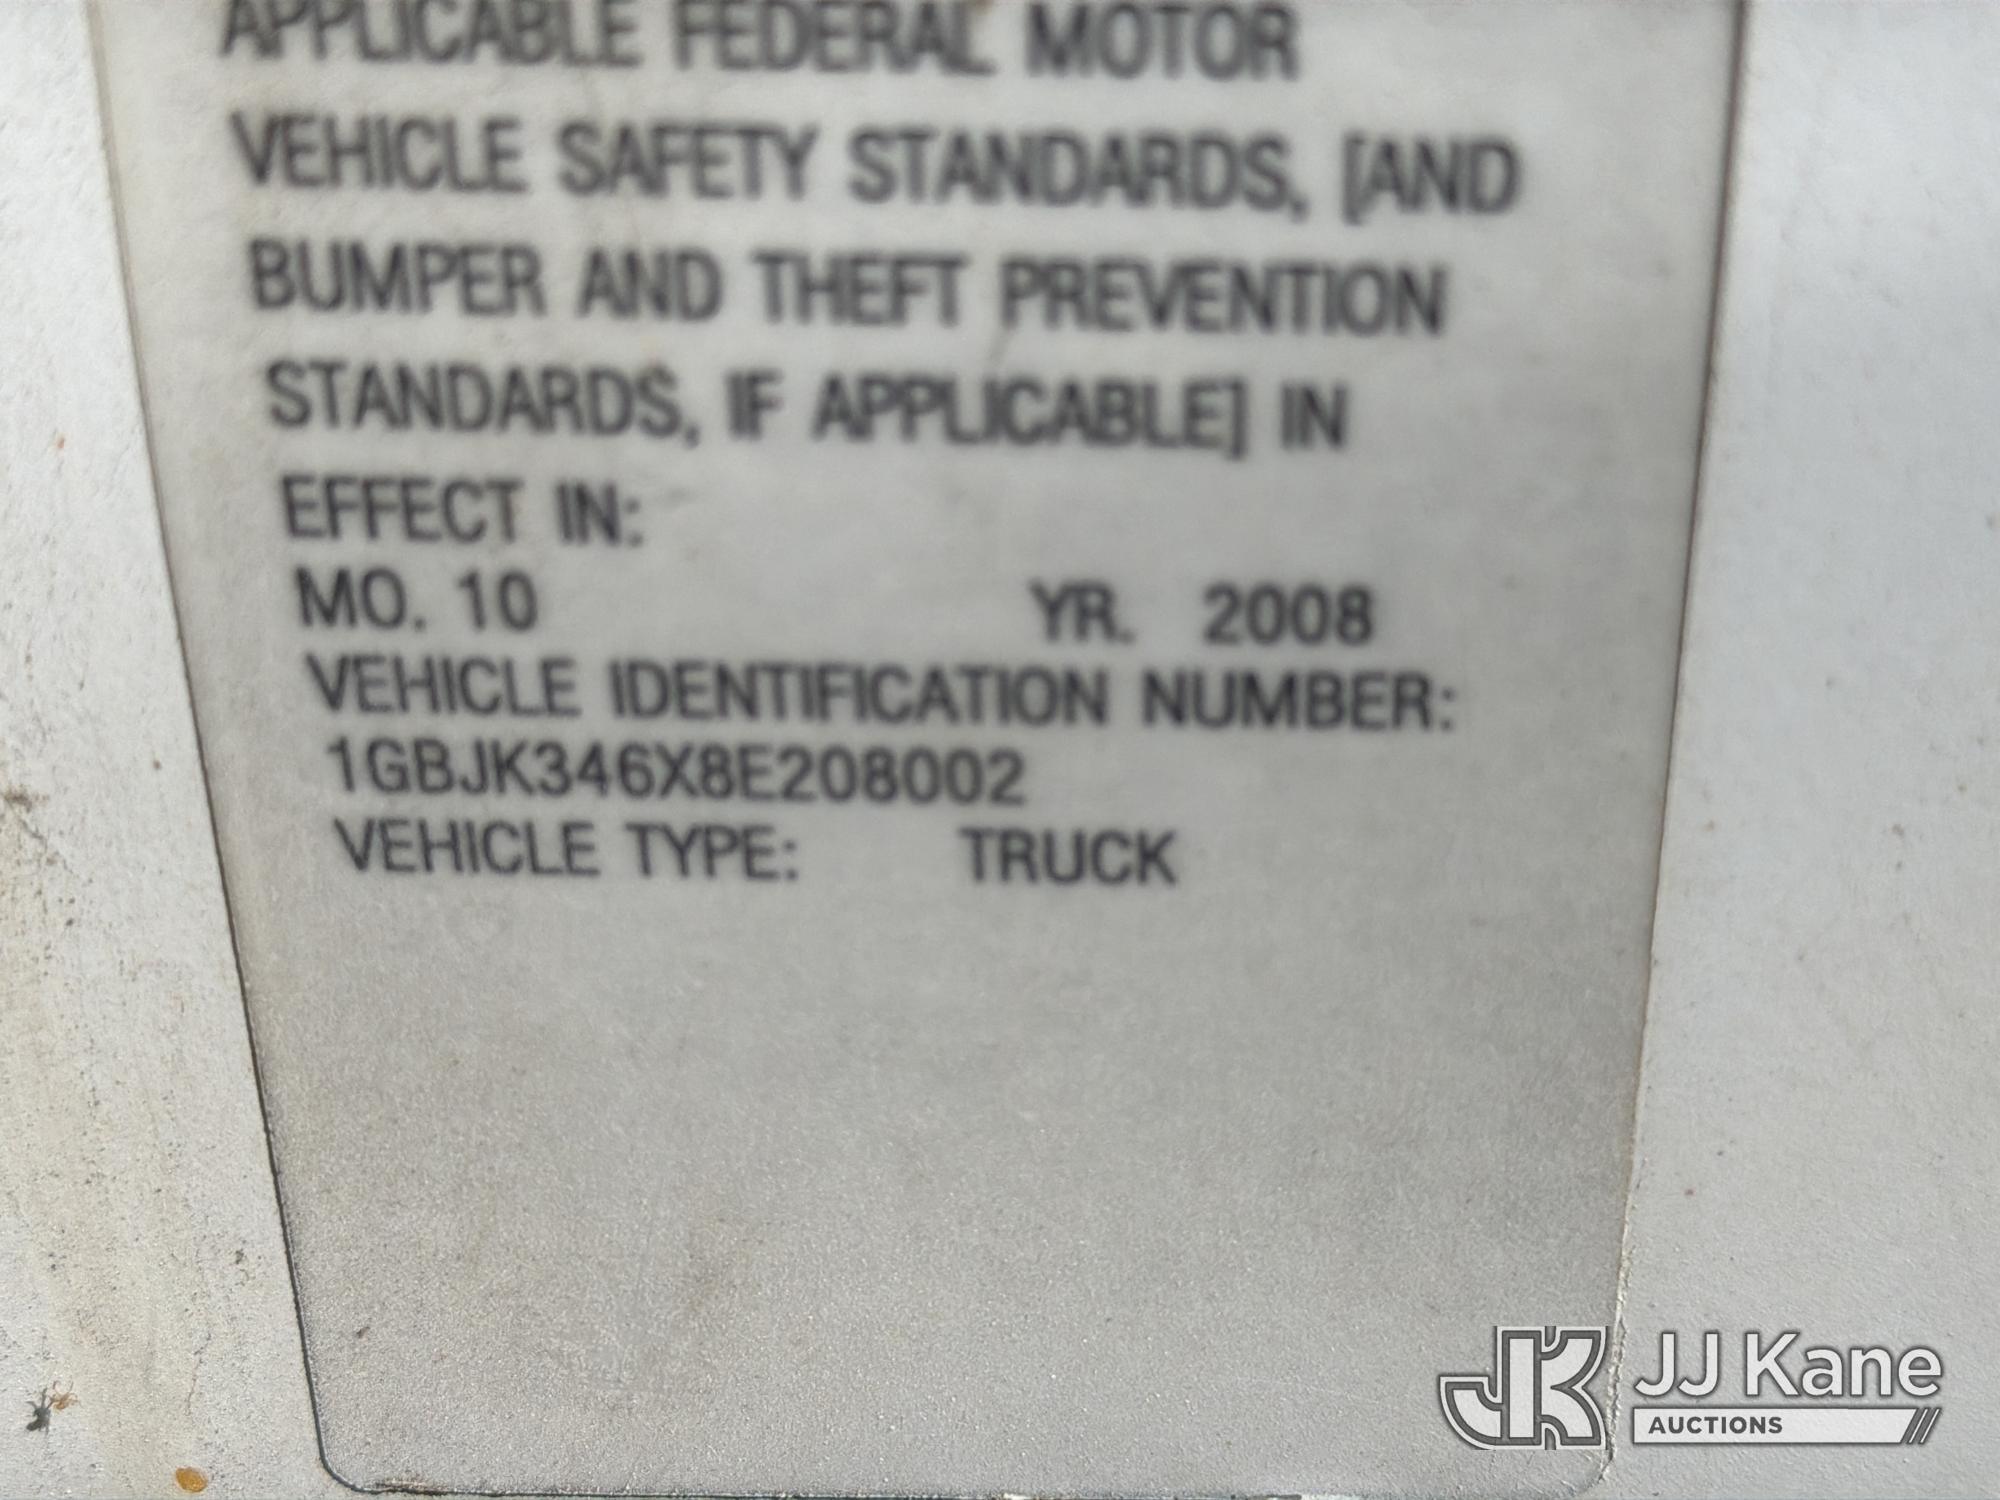 APPLICABLE FEDERAL MOTOR
VEHICLE SAFETY STANDARDS, [AND
BUMPER AND THEFT PREVENTION
STANDARDS, IF APPLICABLE] IN
EFFECT IN:
MO. 10 YR. 2008
VEHICLE IDENTIFICATION NUMBER:
1GBJK346X8E208002
VEHICLE TYPE: TRUCK
JK JJ Kane
AUCTIONS